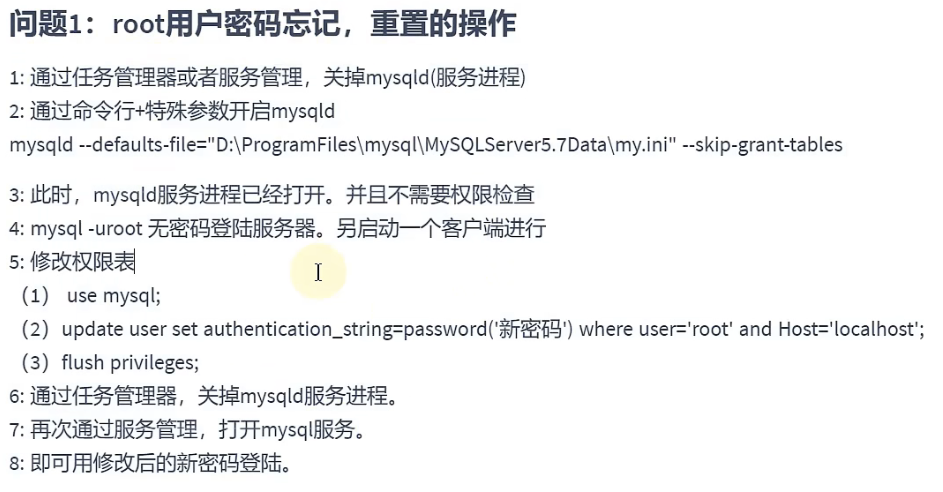 问题1：root用户密码忘记，重置的操作
1: 通过任务管理器或者服务管理，关掉mysqld(服务进程)
2: 通过命令行+特殊参数开启mysqld
mysqld --defaults-file="D:\ProgramFiles\mysql\MySQLServer5.7Data\my.ini" --skip-grant-tables
3: 此时，mysqld服务进程已经打开。并且不需要权限检查
4: mysql -uroot 无密码登陆服务器。另启动一个客户端进行
5: 修改权限表
（1） use mysql;
（2）update user set authentication_string=password('新密码') where user='root' and Host='localhost';
（3）flush privileges;
6: 通过任务管理器，关掉mysqld服务进程。
7: 再次通过服务管理，打开mysql服务。
8: 即可用修改后的新密码登陆。